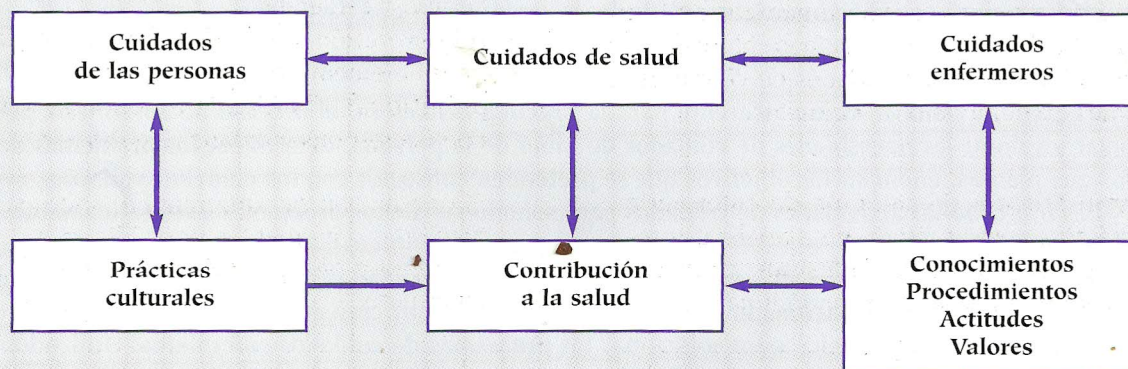 Cuidados
de las personas
Cuidados de salud
Cuidados
enfermeros
Prácticas
culturales
Contribución
a la salud
Conocimientos
Procedimientos
Actitudes
Valores